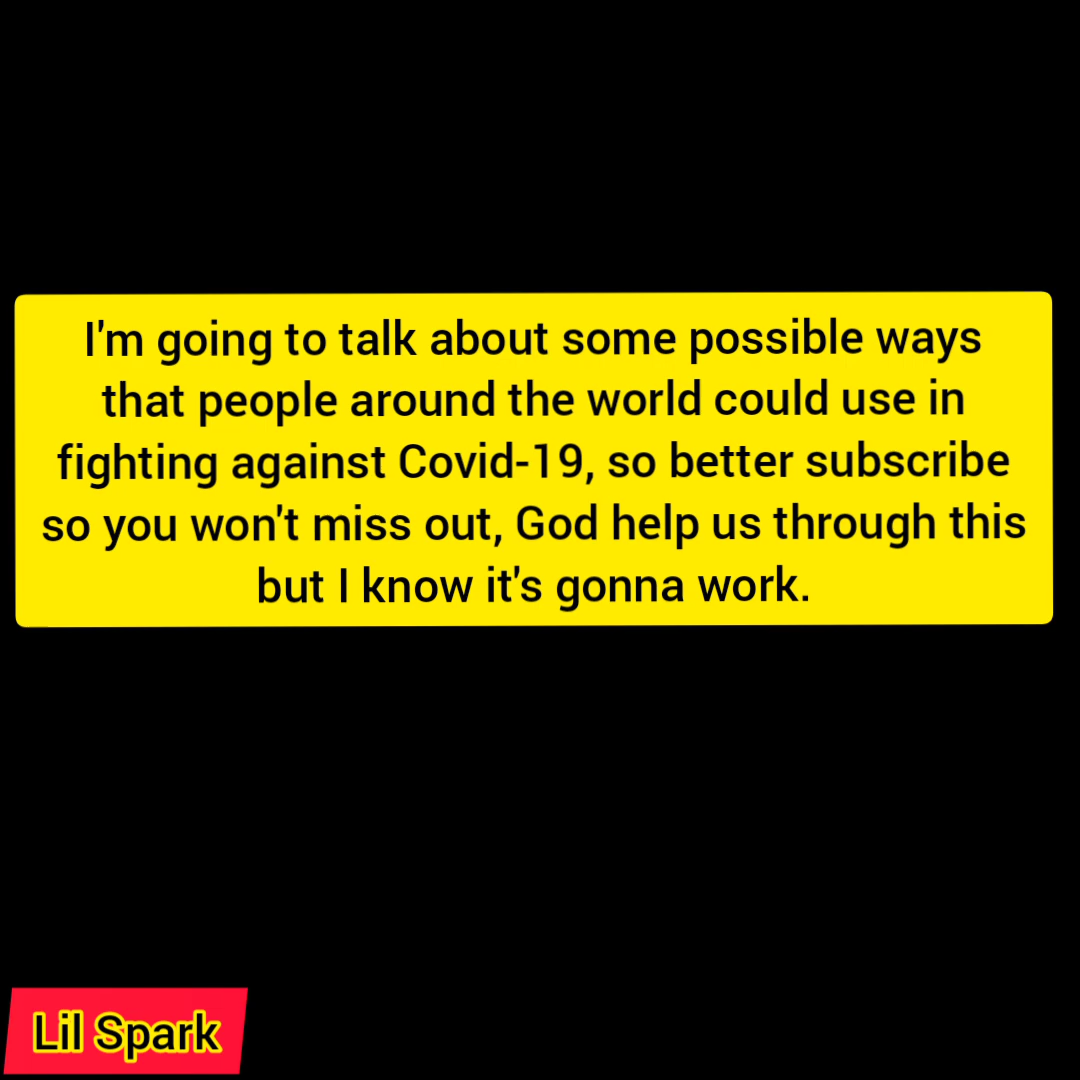 I'm going to talk about some possible ways
that people around the world could use in
fighting against Covid-19, so better subscribe
so you won't miss out, God help us through this
but I know it's gonna work.
Lil Spark